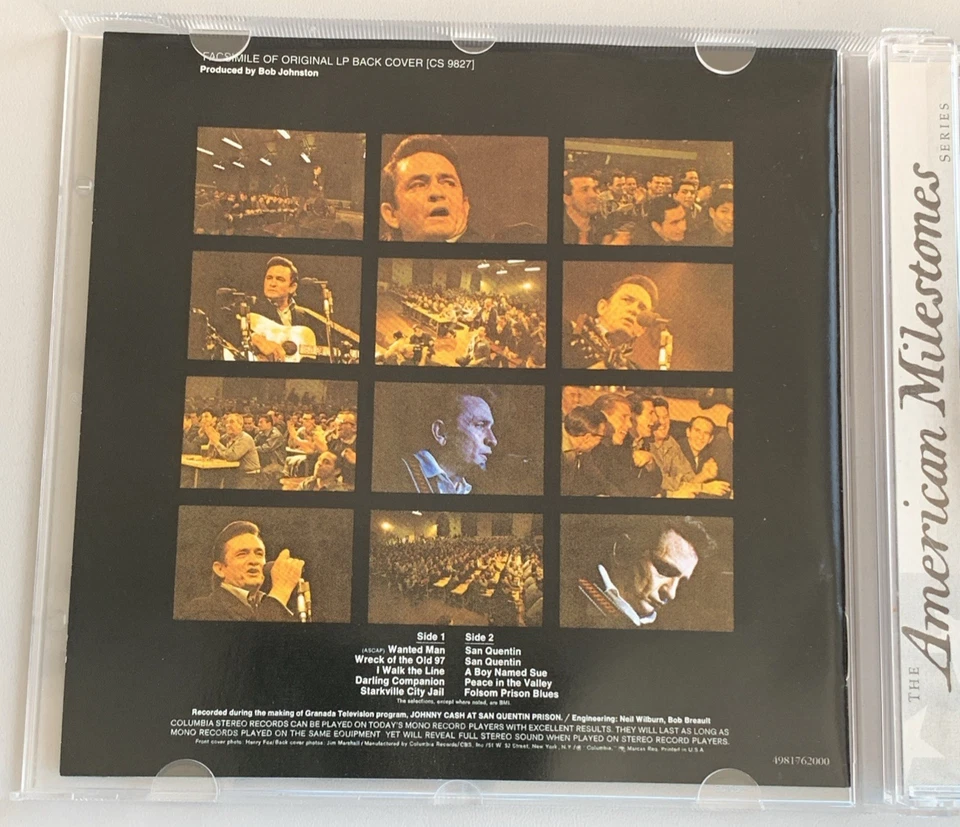 FACSIMILE OF ORIGINAL LP BACK COVER [CS 9827]
Produced by Bob Johnston
Side 1
(ASCAP) Wanted Man
Wreck of the Old 97
I Walk the Line
Darling Companion
Starkville City Jail
Side 2
San Quentin
San Quentin
A Boy Named Sue
Peace in the Valley
Folsom Prison Blues
The selections, except where noted, are BMI.
Recorded during the making of Granada Television program, JOHNNY CASH AT SAN QUENTIN PRISON. / Engineering: Neil Wilburn, Bob Breault
COLUMBIA STEREO RECORDS CAN BE PLAYED ON TODAY'S MONO RECORD PLAYERS WITH EXCELLENT RESULTS. THEY WILL LAST AS LONG AS
MONO RECORDS PLAYED ON THE SAME EQUIPMENT YET WILL REVEAL FULL STEREO SOUND WHEN PLAYED ON STEREO RECORD PLAYERS.
Front cover photo: Back cover photos: Jim Marshall / Manufactured by Columbia Records/CBS, Inc./51 W. 52 Street, New York, N.Y./® "Columbia," Marcas Reg. Printed in U.S.A
4981762000
THE American Milestones SERIES